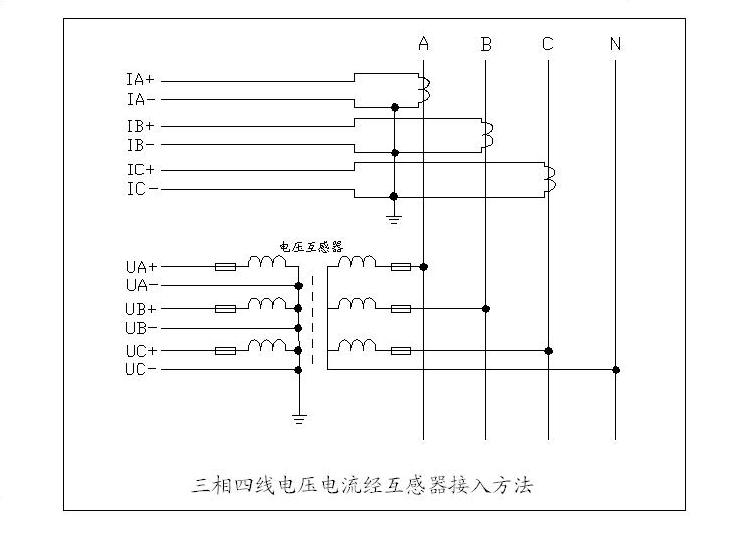 A B C N
IA+
IA-
IB+
IB-
IC+
IC-
电压互感器
UA+
UA-
UB+
UB-
UC+
UC-
三相四线电压电流经互感器接入方法